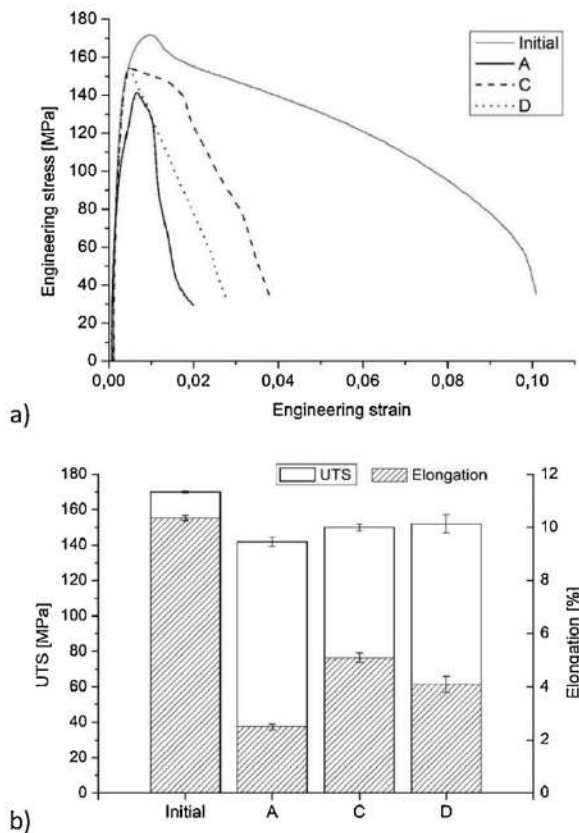 180
160
140
120
100
80
60
40
20
0
Engineering stress [MPa]
Initial
A
C
D
0,00 0,02 0,04 0,06 0,08 0,10
Engineering strain
a)
UTS Elongation
180
160
140
120
100
80
60
40
20
0
UTS [MPa]
12
10
8
6
4
2
0
Elongation [%]
Initial A C D
b)